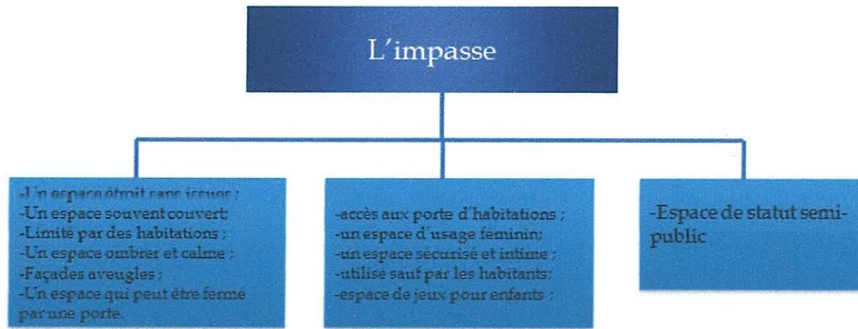 L'impasse
-Un espace étroit sans issuer ;
-Un espace souvent couvert;
-Limité par des habitations ;
-Un espace ombrer et calme ;
-Façades aveugles ;
-Un espace qui peut être fermé
par une porte.
-accès aux porte d'habitations ;
-un espace d'usage feminin;
-un espace sécurisé et intime ;
-utilisé sauf par les habitants;
-espace de jeux pour enfants ;
-Espace de statut semi-
public